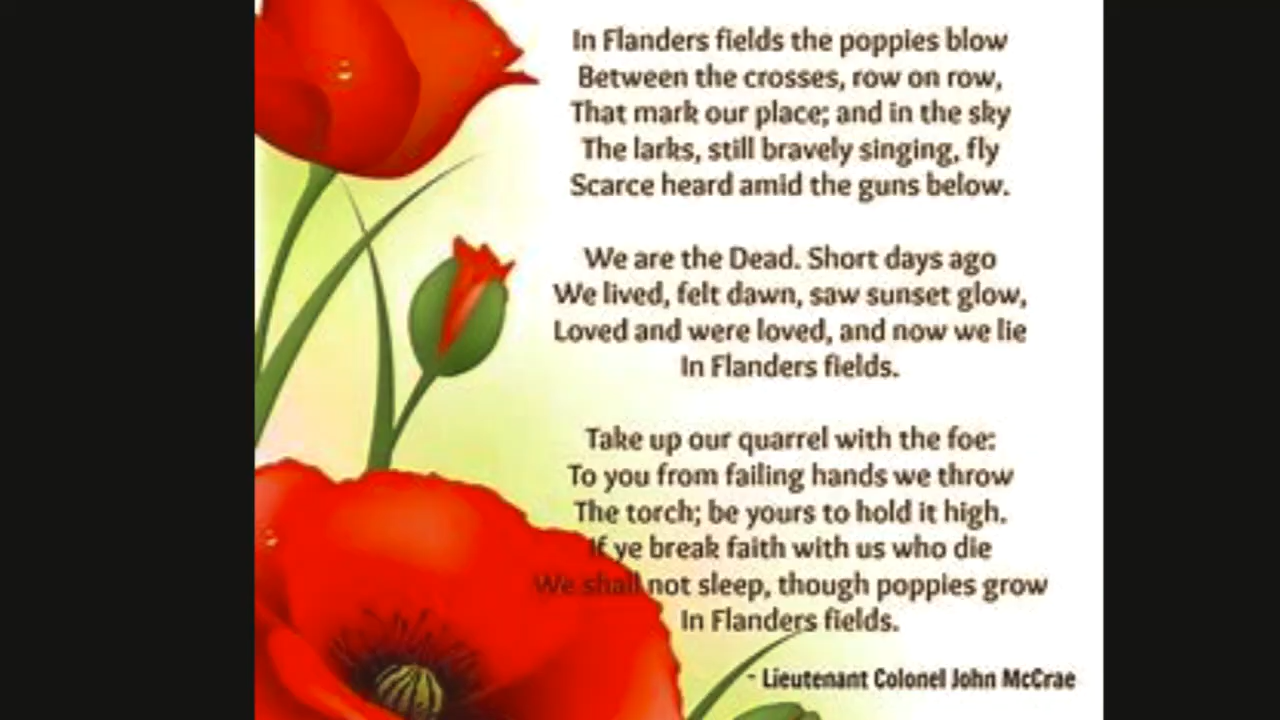 In Flanders fields the poppies blow
Between the crosses, row on row,
That mark our place; and in the sky
The larks, still bravely singing, fly
Scarce heard amid the guns below.
We are the Dead. Short days ago
We lived, felt dawn, saw sunset glow,
Loved and were loved, and now we lie
In Flanders fields.
Take up our quarrel with the foe:
To you from failing hands we throw
The torch; be yours to hold it high.
If ye break faith with us who die
We shall not sleep, though poppies grow
In Flanders fields.
- Lieutenant Colonel John McCrae